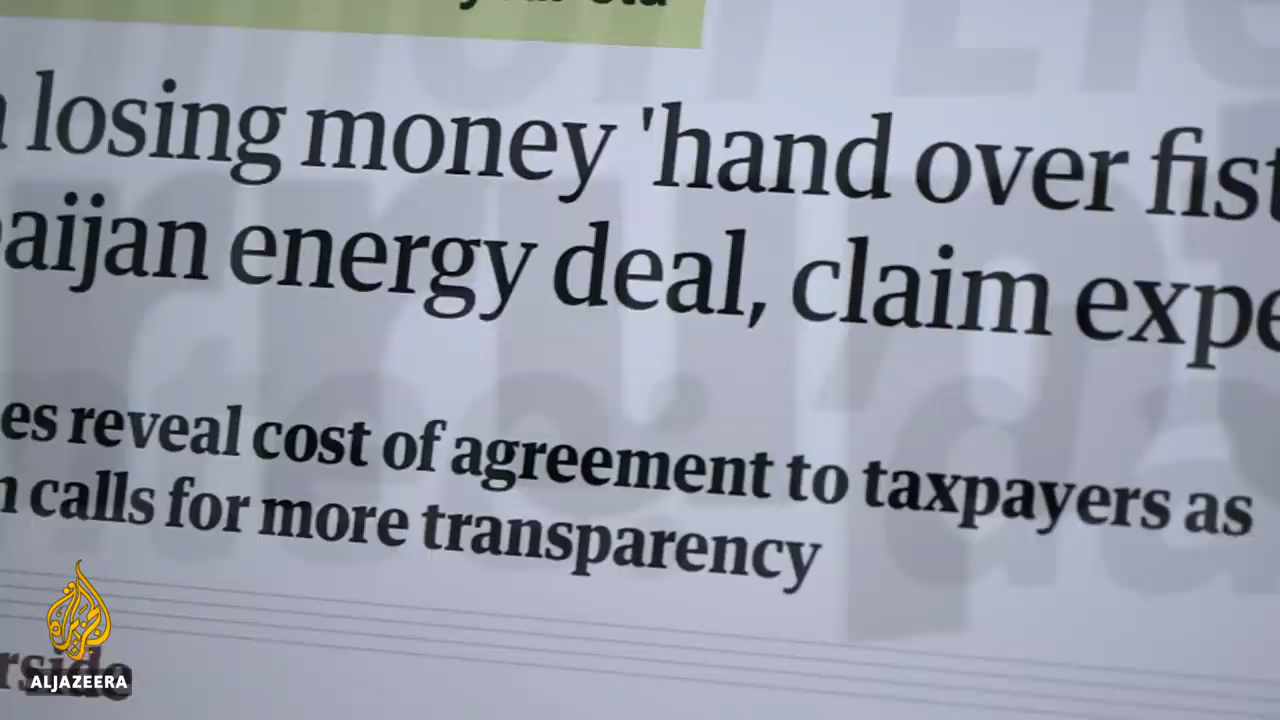 losing money 'hand over fist
aijan energy deal, claim expe
es reveal cost of agreement to taxpayers as
calls for more transparency
rside
ALJAZEERA